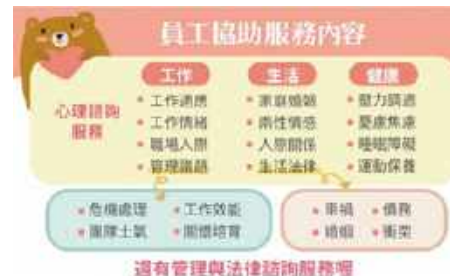 員工協助服務內容
工作 生活 健康
心理諮詢
服務
• 工作適應 • 家庭婚姻 • 壓力調適
• 工作情緒 • 兩性情感 • 憂慮焦慮
• 職場人際 • 人際關係 • 睡眠障礙
• 管理議題 • 生活法律 • 運動保養
• 危機處理 • 工作效能 • 車禍 • 債務
• 團隊士氣 • 關懷培育 • 婚姻
還有管理與法律諮詢服務喔